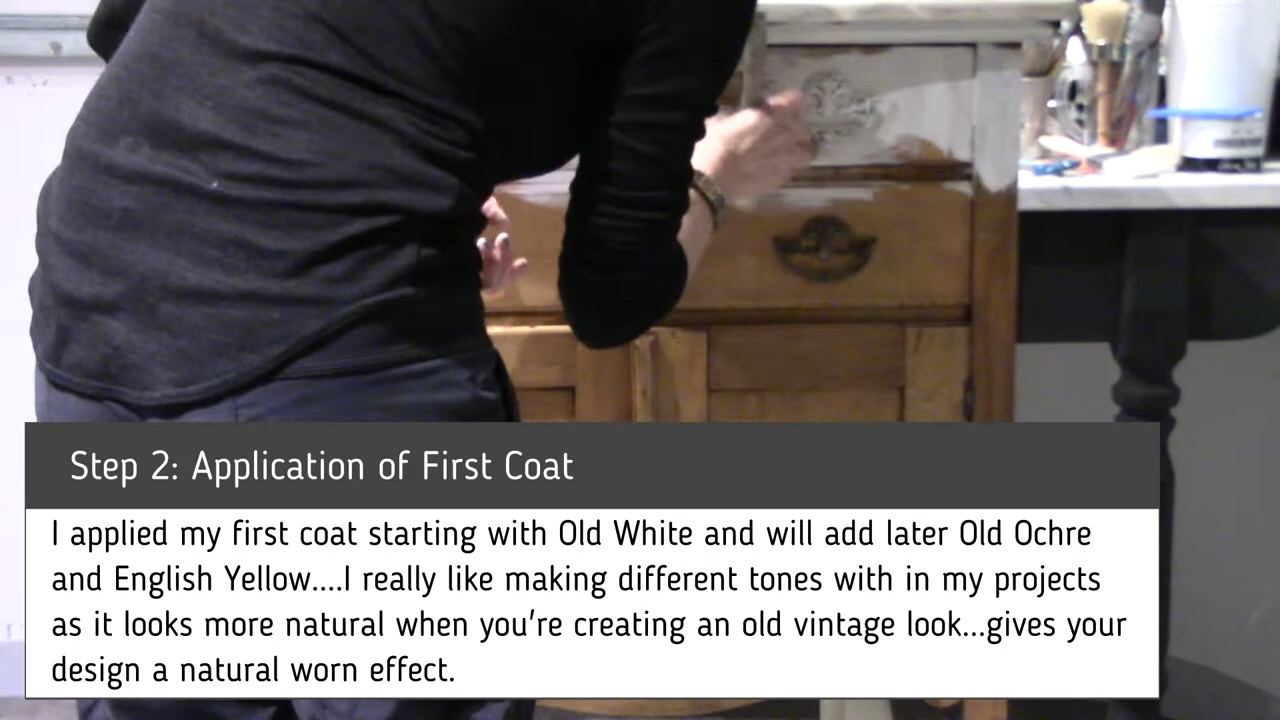 Step 2: Application of First Coat
I applied my first coat starting with Old White and will add later Old Ochre
and English Yellow....I really like making different tones with in my projects
as it looks more natural when you're creating an old vintage look...gives your
design a natural worn effect.